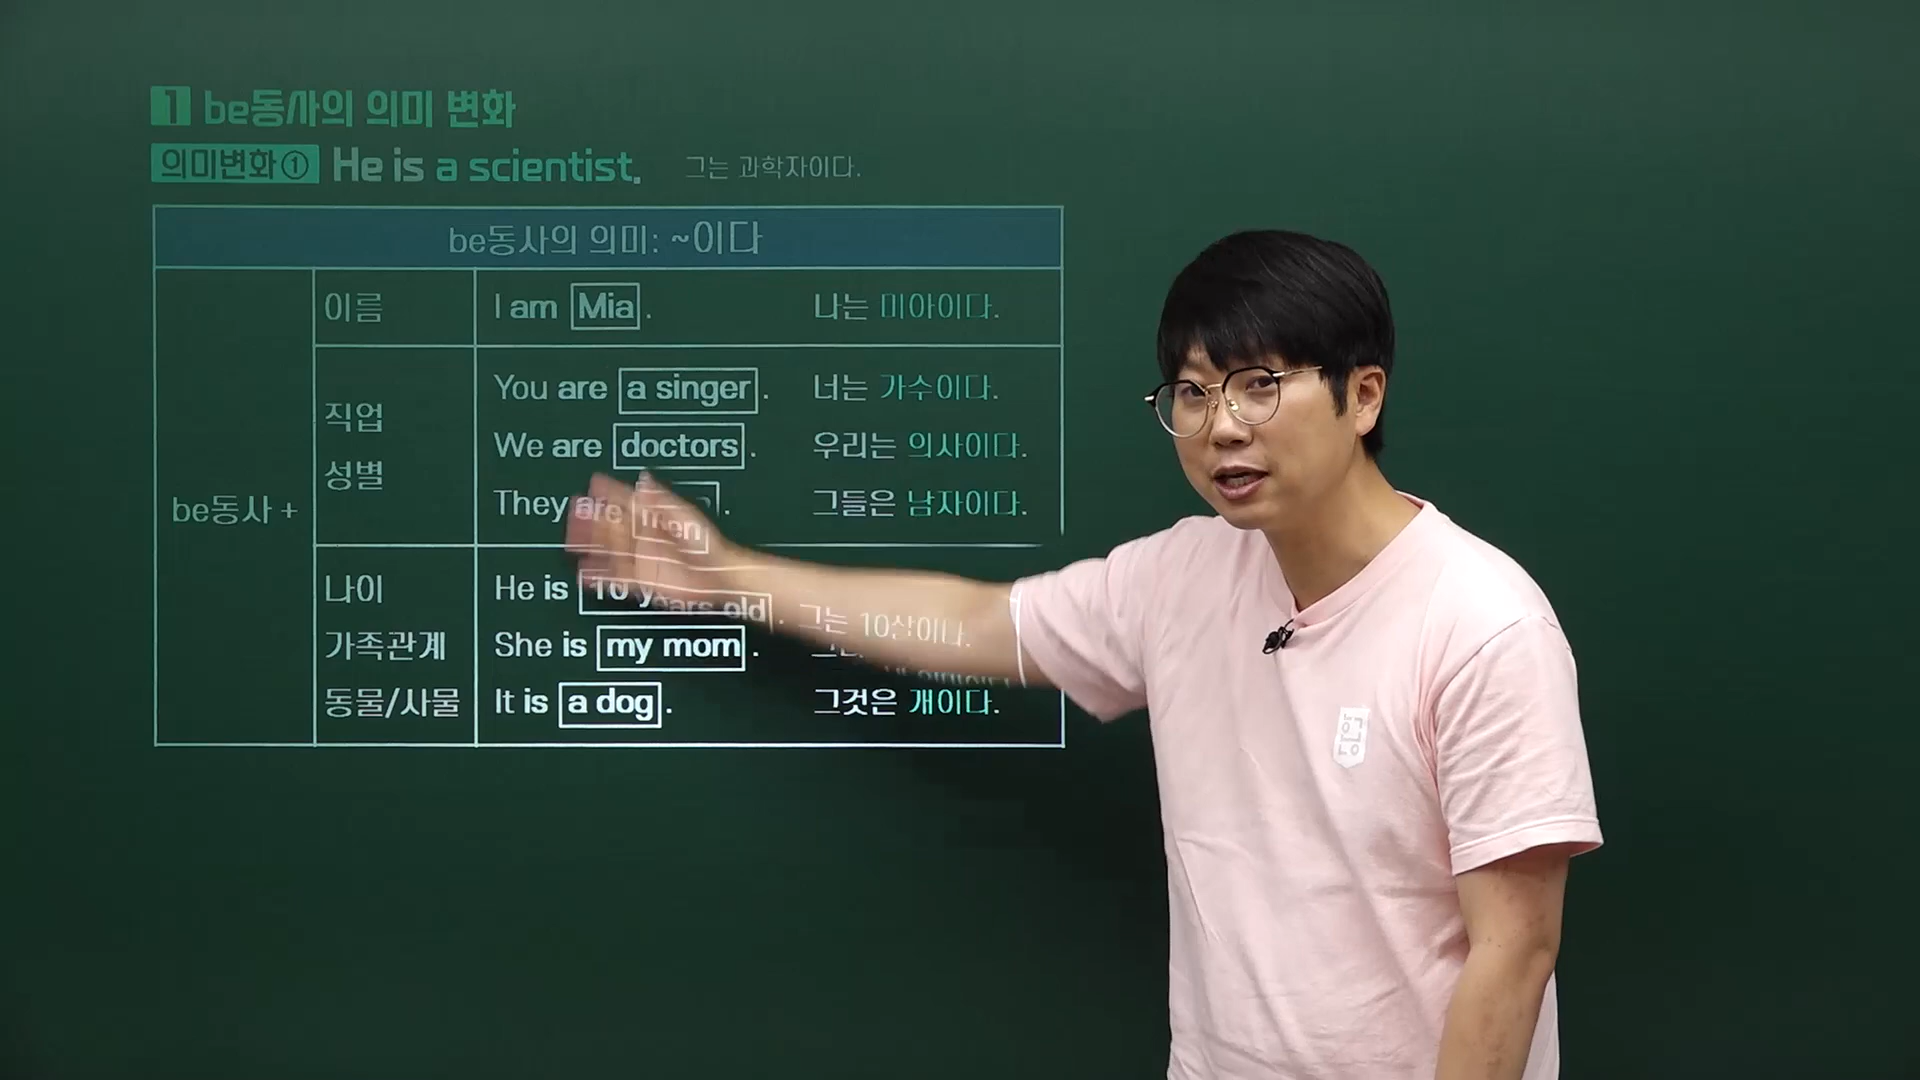 1 be동사의 의미 변화
의미변화① He is a scientist. 그는 과학자이다.
be동사의 의미: ~이다
be동사 +
이름 I am Mia. 나는 미아이다.
직업 You are a singer. 너는 가수이다.
We are doctors. 우리는 의사이다.
성별 They are men. 그들은 남자이다.
나이 He is 10 years old. 그는 10살이다.
가족관계 She is my mom.
동물/사물 It is a dog. 그것은 개이다.